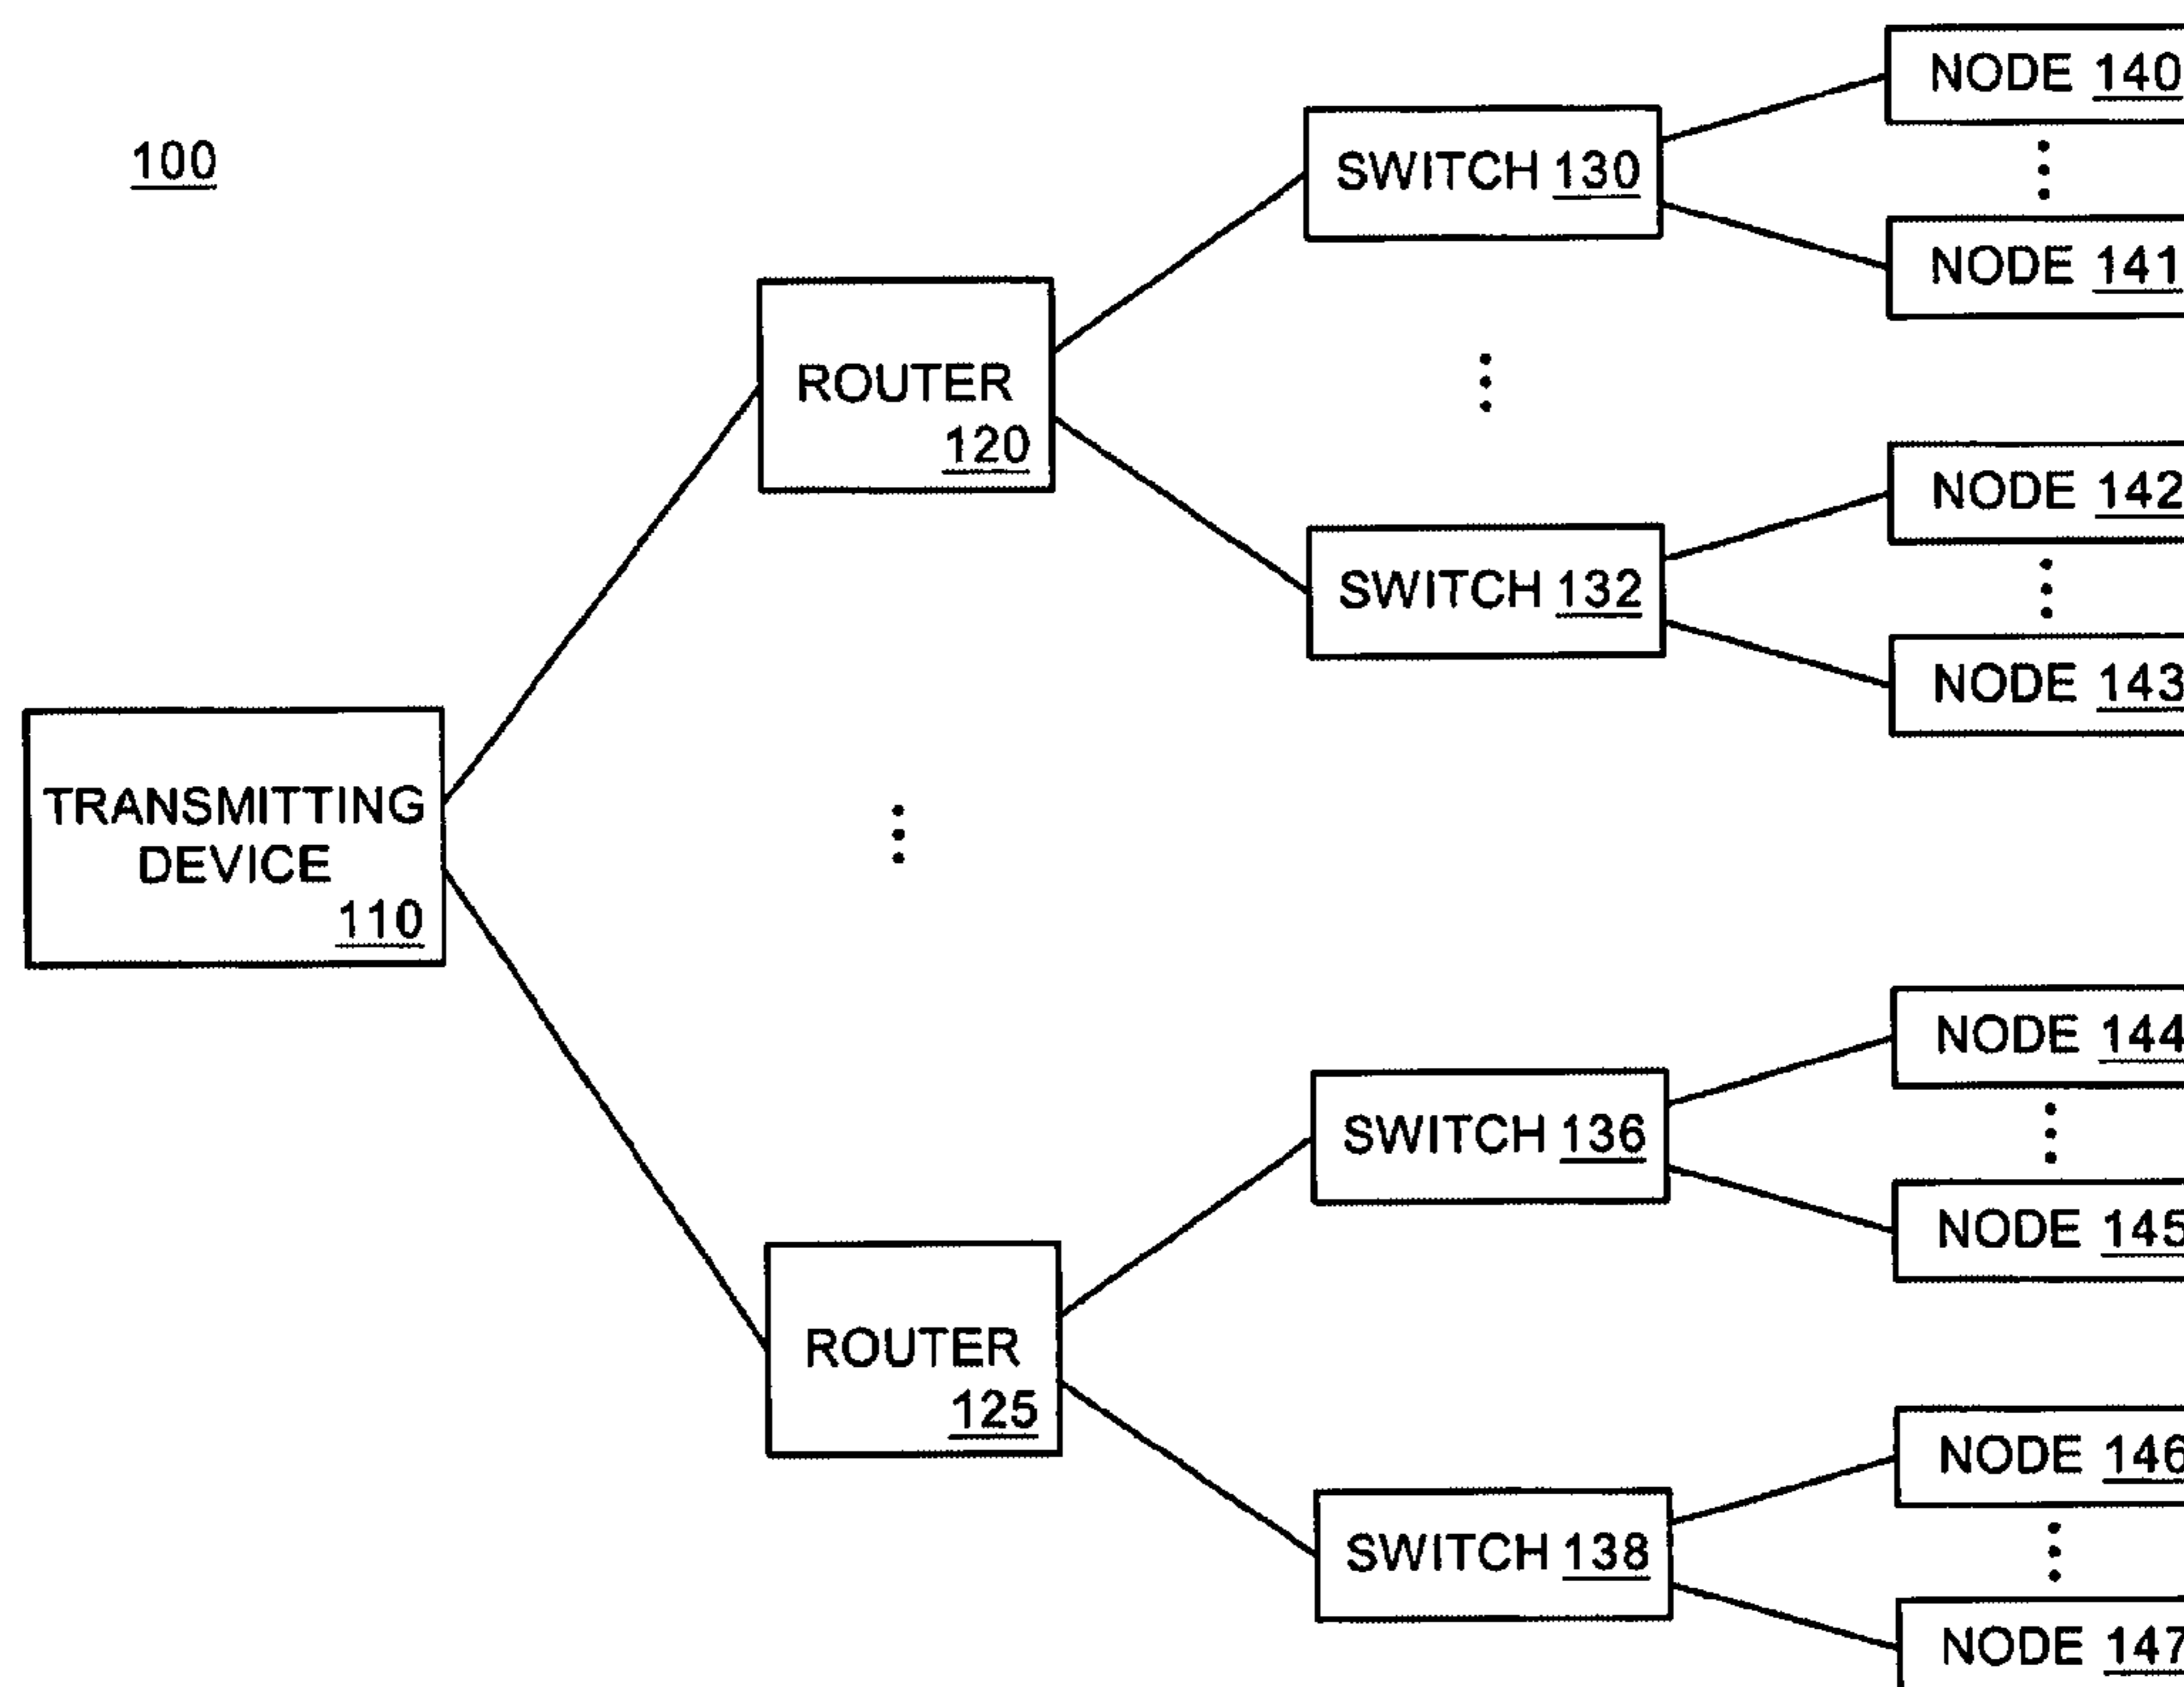 100
TRANSMITTING
DEVICE
110
ROUTER
120
ROUTER
125
SWITCH 130
SWITCH 132
SWITCH 136
SWITCH 138
NODE 140
NODE 141
NODE 142
NODE 143
NODE 144
NODE 145
NODE 146
NODE 147